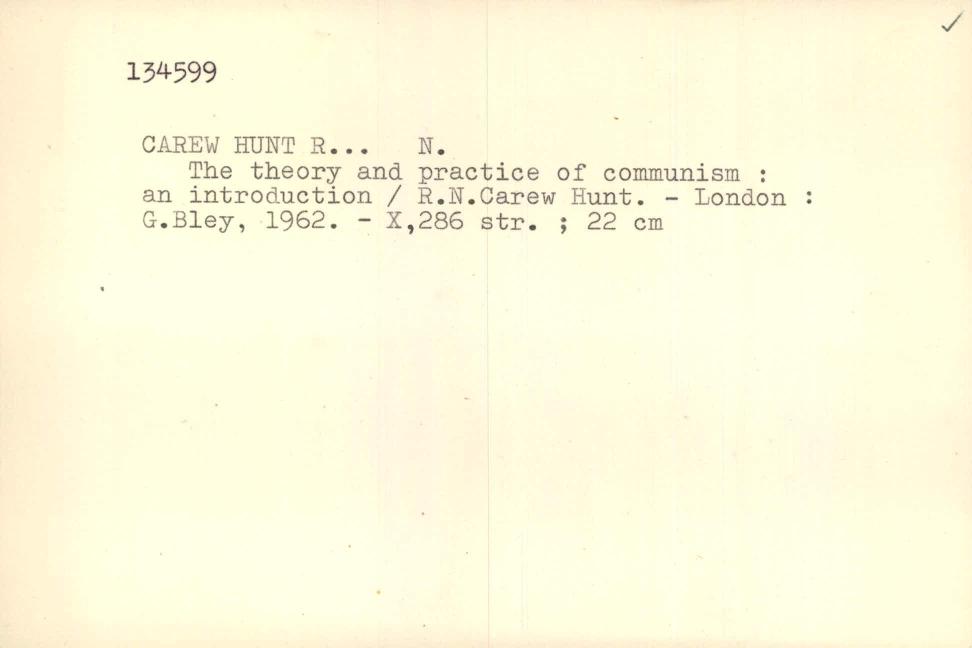 134599
CAREW HUNT R... N.
The theory and practice of communism :
an introduction / R.N.Carew Hunt. - London :
G.Bley, 1962. - X,286 str. ; 22 cm